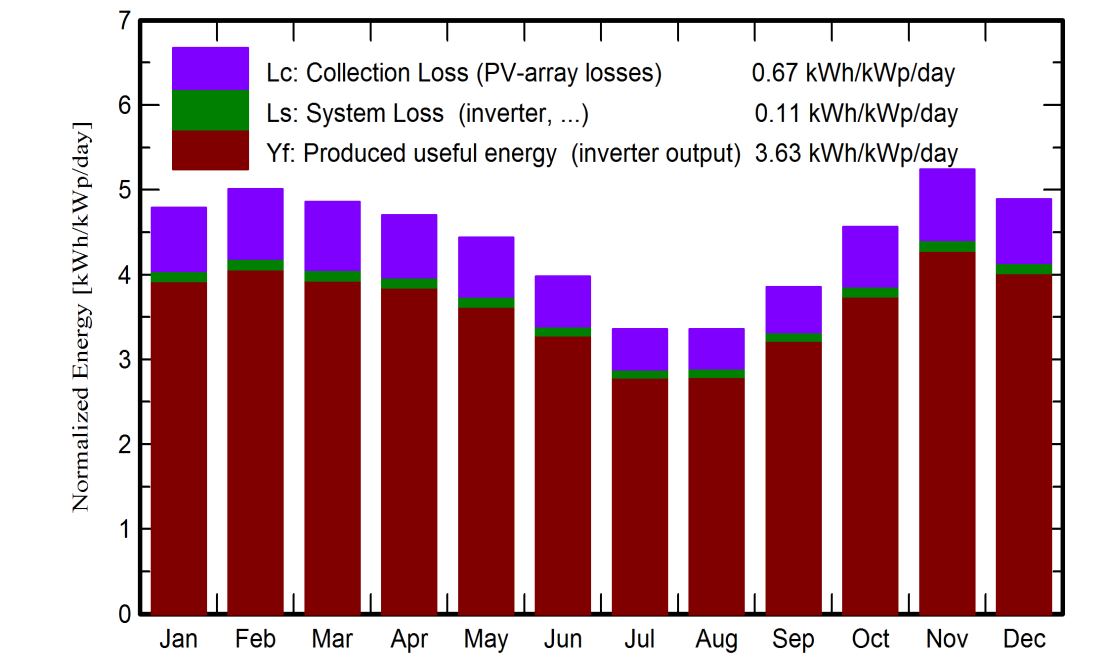 7
Lc: Collection Loss (PV-array losses) 0.67 kWh/kWp/day
6
Ls: System Loss (inverter, ...) 0.11 kWh/kWp/day
Yf: Produced useful energy (inverter output) 3.63 kWh/kWp/day
5
4
3
2
1
0
Normalized Energy [kWh/kWp/day]
Jan Feb Mar Apr May Jun Jul Aug Sep Oct Nov Dec